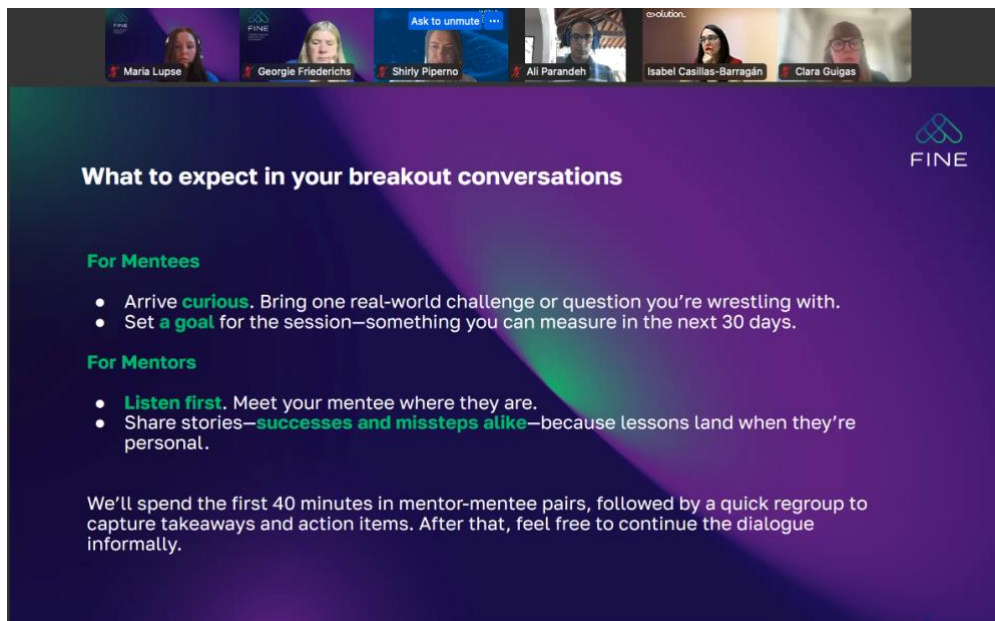 FINE
FINE
Ask to unmute ...
exolution.
Maria Lupse
Georgie Friederichs
Shirly Piperno
Ali Parandeh
Isabel Casillas-Barragán
Clara Guigas
FINE
What to expect in your breakout conversations
For Mentees
● Arrive curious. Bring one real-world challenge or question you’re wrestling with.
● Set a goal for the session—something you can measure in the next 30 days.
For Mentors
● Listen first. Meet your mentee where they are.
● Share stories—successes and missteps alike—because lessons land when they’re
personal.
We’ll spend the first 40 minutes in mentor-mentee pairs, followed by a quick regroup to
capture takeaways and action items. After that, feel free to continue the dialogue
informally.